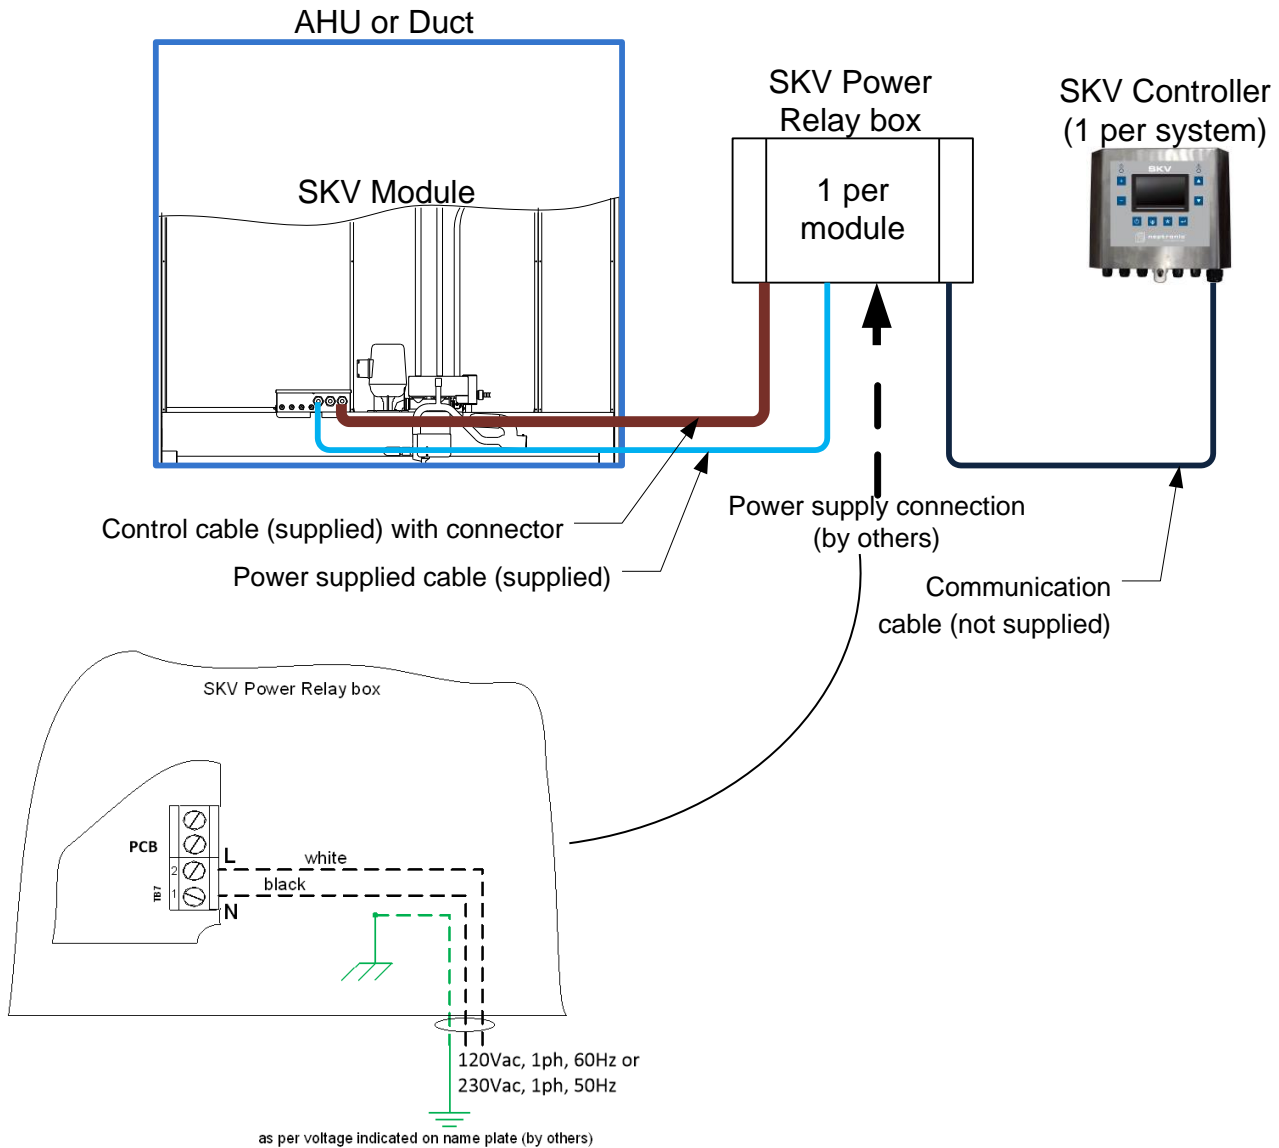 AHU or Duct
SKV Power
Relay box
SKV Controller
(1 per system)
SKV
neptronic
1 per
module
SKV Module
Control cable (supplied) with connector
Power supplied cable (supplied)
Power supply connection
(by others)
Communication
cable (not supplied)
SKV Power Relay box
PCB
L
white
2
black
TB7
1
N
120Vac, 1ph, 60Hz or
230Vac, 1ph, 50Hz
as per voltage indicated on name plate (by others)